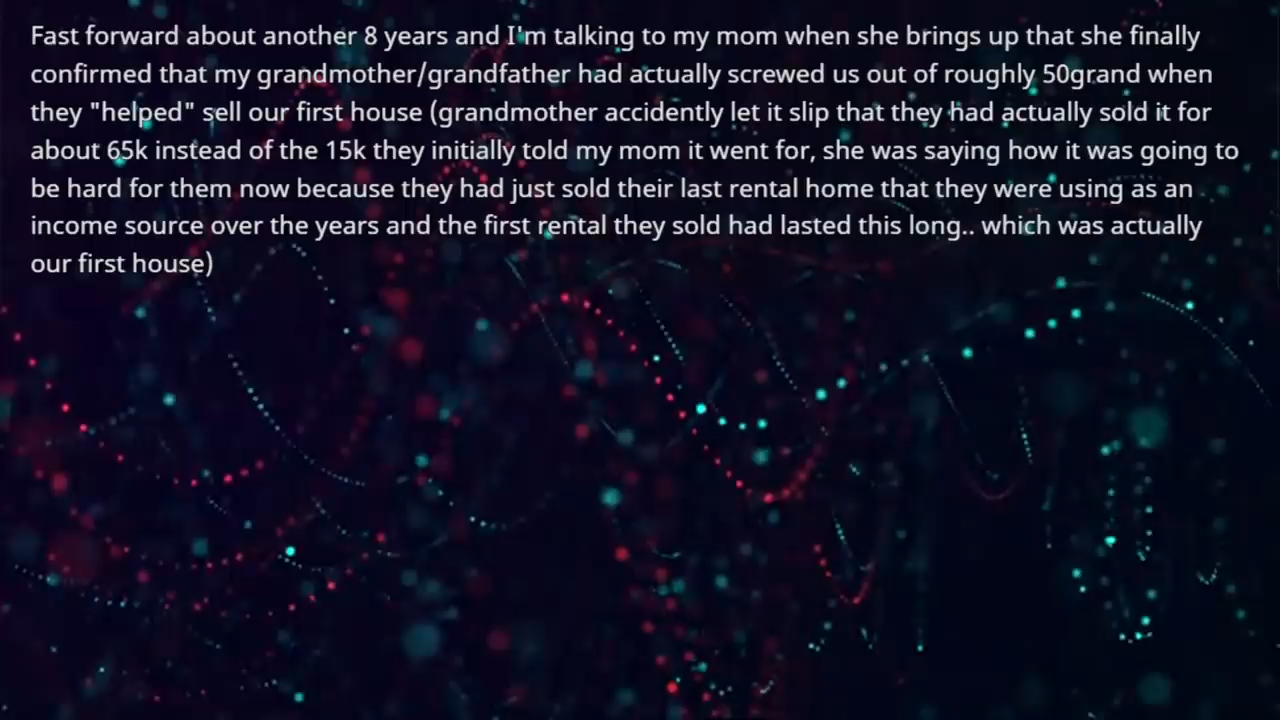 Fast forward about another 8 years and I'm talking to my mom when she brings up that she finally
confirmed that my grandmother/grandfather had actually screwed us out of roughly 50grand when
they "helped" sell our first house (grandmother accidently let it slip that they had actually sold it for
about 65k instead of the 15k they initially told my mom it went for, she was saying how it was going to
be hard for them now because they had just sold their last rental home that they were using as an
income source over the years and the first rental they sold had lasted this long.. which was actually
our first house)